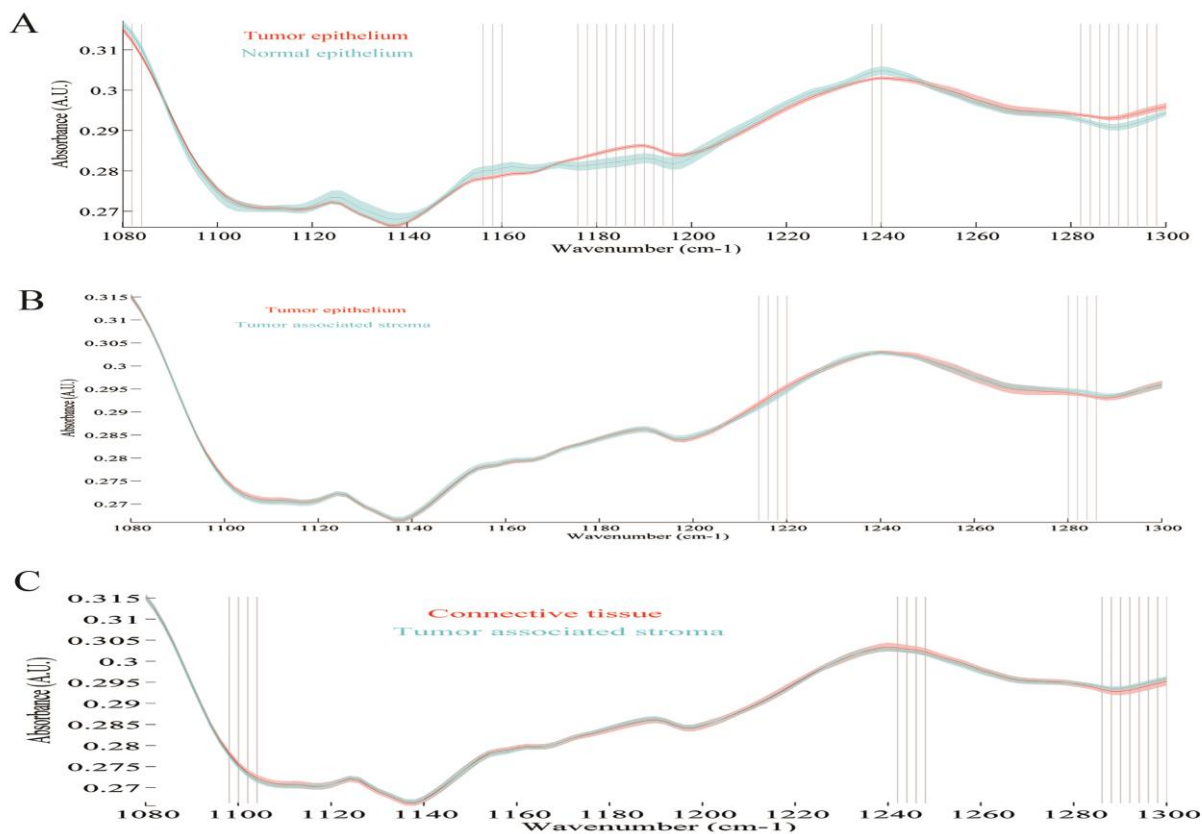 A
Tumor epithelium
Normal epithelium
Absorbance (A.U.)
0.31
0.3
0.29
0.28
0.27
1080 1100 1120 1140 1160 1180 1200 1220 1240 1260 1280 1300
Wavenumber (cm-1)
B
Tumor epithelium
Tumor associated stroma
Absorbance (A.U.)
0.315
0.31
0.305
0.3
0.295
0.29
0.285
0.28
0.275
0.27
1080 1100 1120 1140 1160 1180 1200 1220 1240 1260 1280 1300
Wavenumber (cm-1)
C
Connective tissue
Tumor associated stroma
Absorbance (A.U.)
0.315
0.31
0.305
0.3
0.295
0.29
0.285
0.28
0.275
0.27
1080 1100 1120 1140 1160 1180 1200 1220 1240 1260 1280 1300
Wavenumber (cm-1)